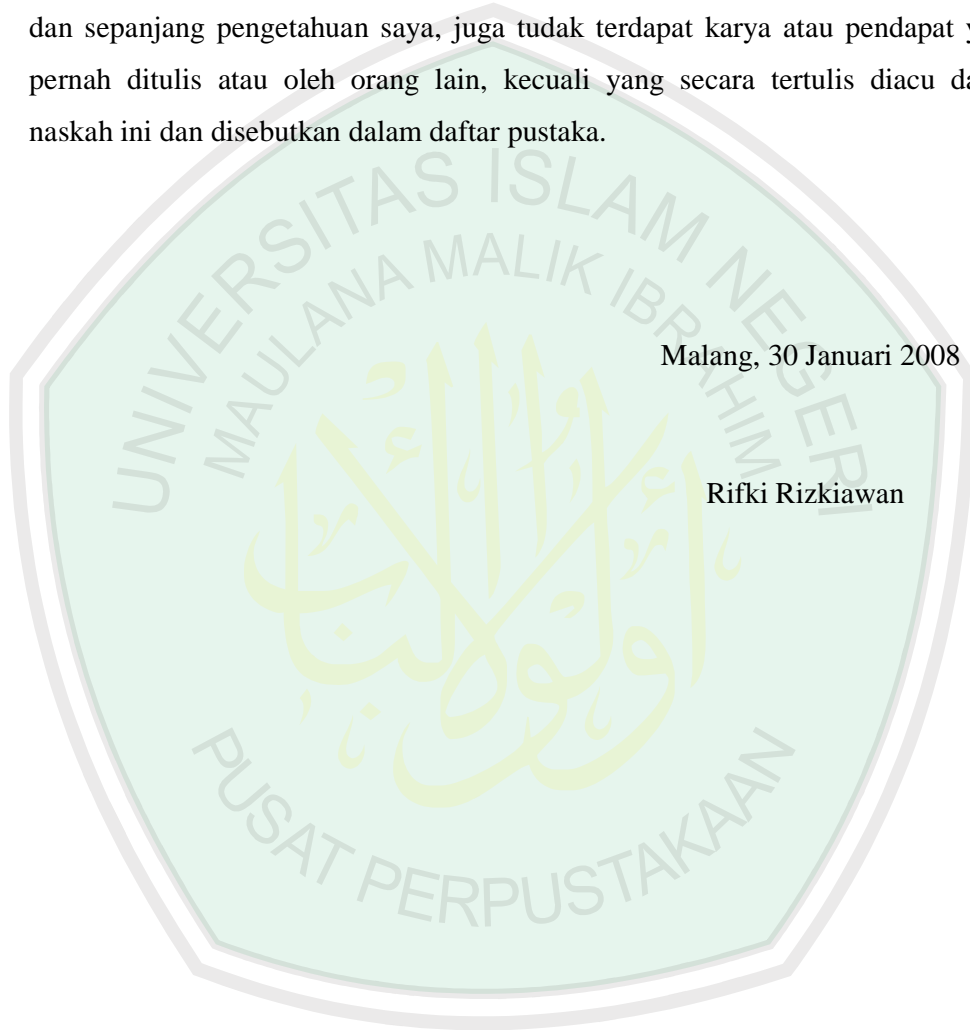 dan sepanjang pengetahuan saya, juga tudak terdapat karya atau pendapat
pernah ditulis atau oleh orang lain, kecuali yang secara tertulis diacu
naskah ini dan disebutkan dalam daftar pustaka.
UNIVERSITAS ISLAM NEGERI
MAULANA MALIK IBRAHIM
Malang, 30 Januari 2008
Rifki Rizkiawan
أولو الألباب
PUSAT PERPUSTAKAAN